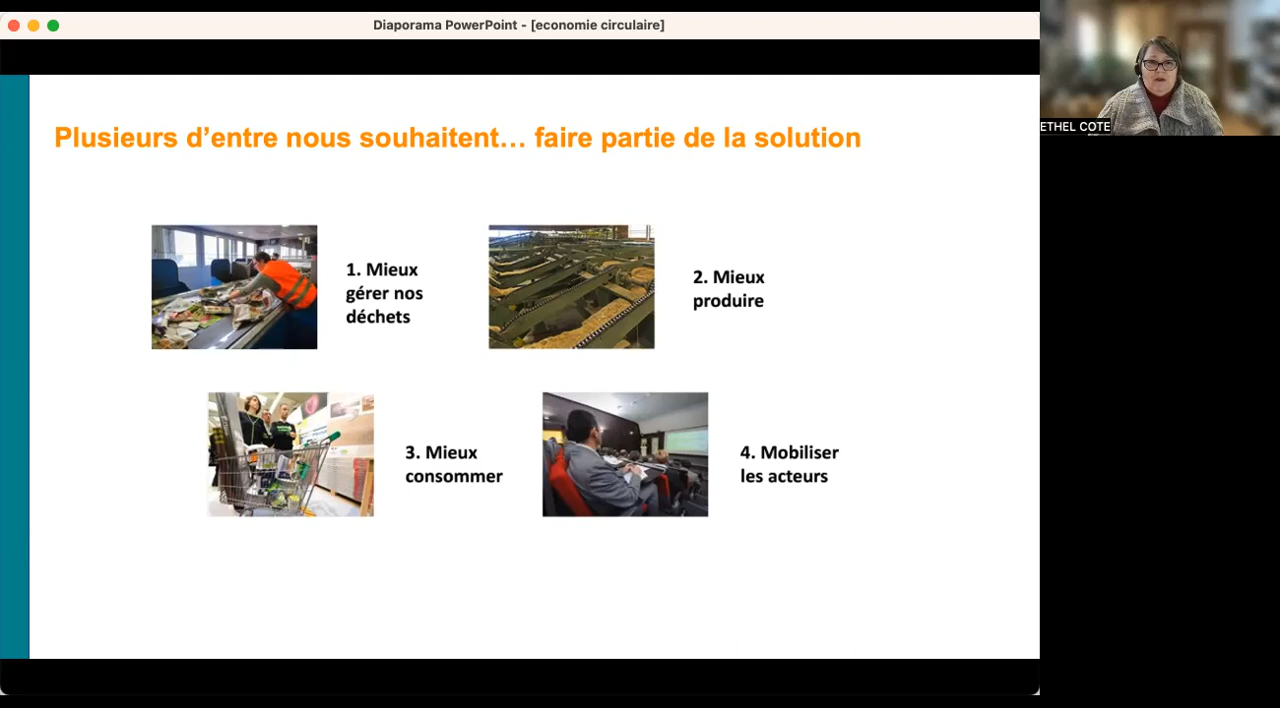 Diaporama PowerPoint - [economie circulaire]
ETHEL COTE
Plusieurs d’entre nous souhaitent… faire partie de la solution
1. Mieux
gérer nos
déchets
2. Mieux
produire
3. Mieux
consommer
4. Mobiliser
les acteurs